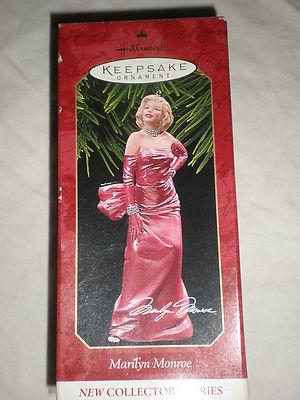 Hallmark
KEEPSAKE
ORNAMENT
Marilyn Monroe
Marilyn Monroe
NEW COLLECTOR'S SERIES